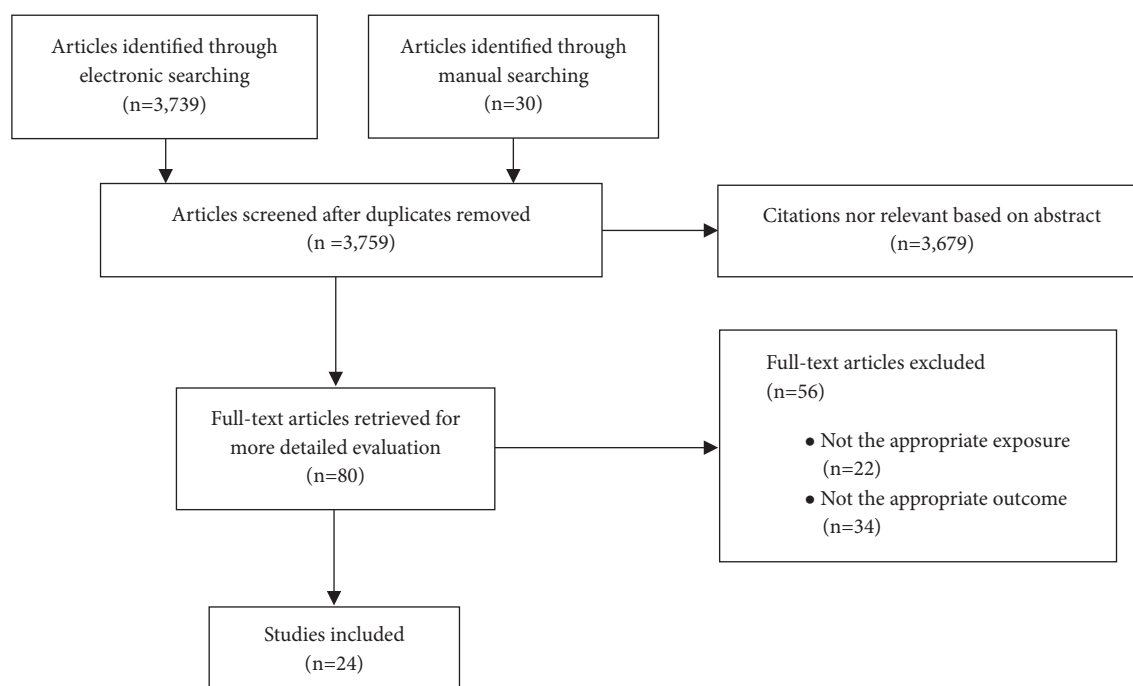 Articles identified through
electronic searching
(n=3,739)
Articles identified through
manual searching
(n=30)
Articles screened after duplicates removed
(n =3,759)
Citations nor relevant based on abstract
(n=3,679)
Full-text articles retrieved for
more detailed evaluation
(n=80)
Full-text articles excluded
(n=56)
• Not the appropriate exposure
(n=22)
• Not the appropriate outcome
(n=34)
Studies included
(n=24)